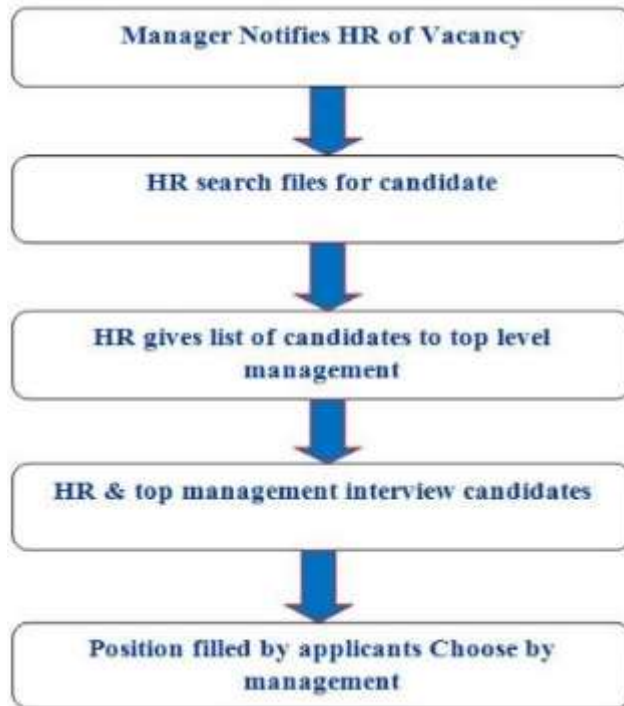 Manager Notifies HR of Vacancy
HR search files for candidate
HR gives list of candidates to top level
management
HR & top management interview candidates
Position filled by applicants Choose by
management